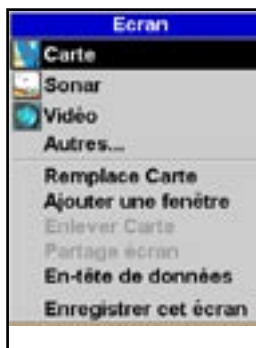 Ecran
Carte
Sonar
Vidéo
Autres...
Remplace Carte
Ajouter une fenêtre
Enlever Carte
Partage écran
En-tête de données
Enregistrer cet écran